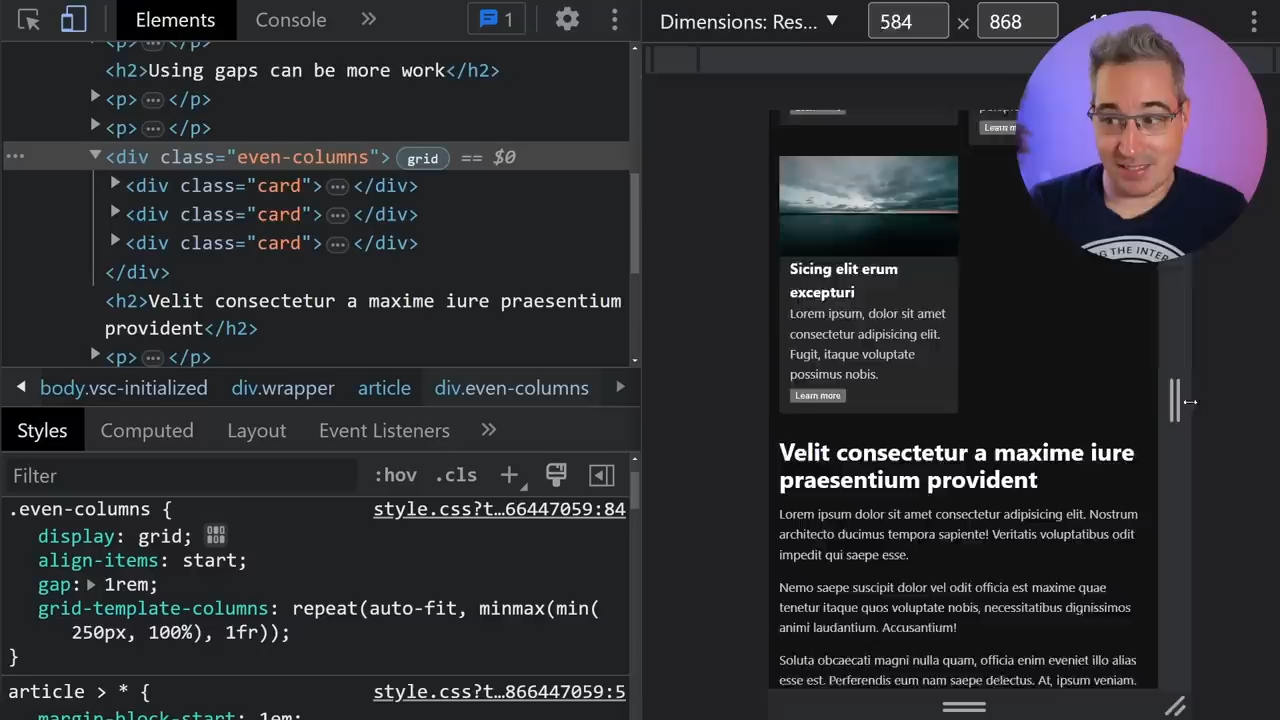 Elements
Console
1
Dimensions: Res...
584
×
868
<h2>Using gaps can be more work</h2>
<p> ... </p>
<p> ... </p>
<div class="even-columns"> grid == $0
<div class="card"> ... </div>
<div class="card"> ... </div>
<div class="card"> ... </div>
</div>
<h2>Velit consectetur a maxime iure praesentium
provident</h2>
<p> ... </p>
body.vsc-initialized div.wrapper article div.even-columns
Styles Computed Layout Event Listeners
Filter
:hov .cls
.even-columns { style.css?t…66447059:84
display: grid;
align-items: start;
gap: 1rem;
grid-template-columns: repeat(auto-fit, minmax(min(
250px, 100%), 1fr));
}
article > * { style.css?t…866447059:5
margin-block-start: 1em;
Learn m
Sicing elit erum
excepturi
Lorem ipsum, dolor sit amet
consectetur adipisicing elit.
Fugit, itaque voluptate
possimus nobis.
Learn more
Velit consectetur a maxime iure
praesentium provident
Lorem ipsum dolor sit amet consectetur adipisicing elit. Nostrum
architecto ducimus tempora sapiente! Veritatis voluptatibus odit
impedit qui saepe esse.
Nemo saepe suscipit dolor vel odit officia est maxime quae
tenetur itaque quos voluptate nobis, necessitatibus dignissimos
animi laudantium. Accusantium!
Soluta obcaecati magni nulla quam, officia enim eveniet illo alias
esse est. Perferendis eum nam saepe delectus. At, ipsum veniam.
THE INTER